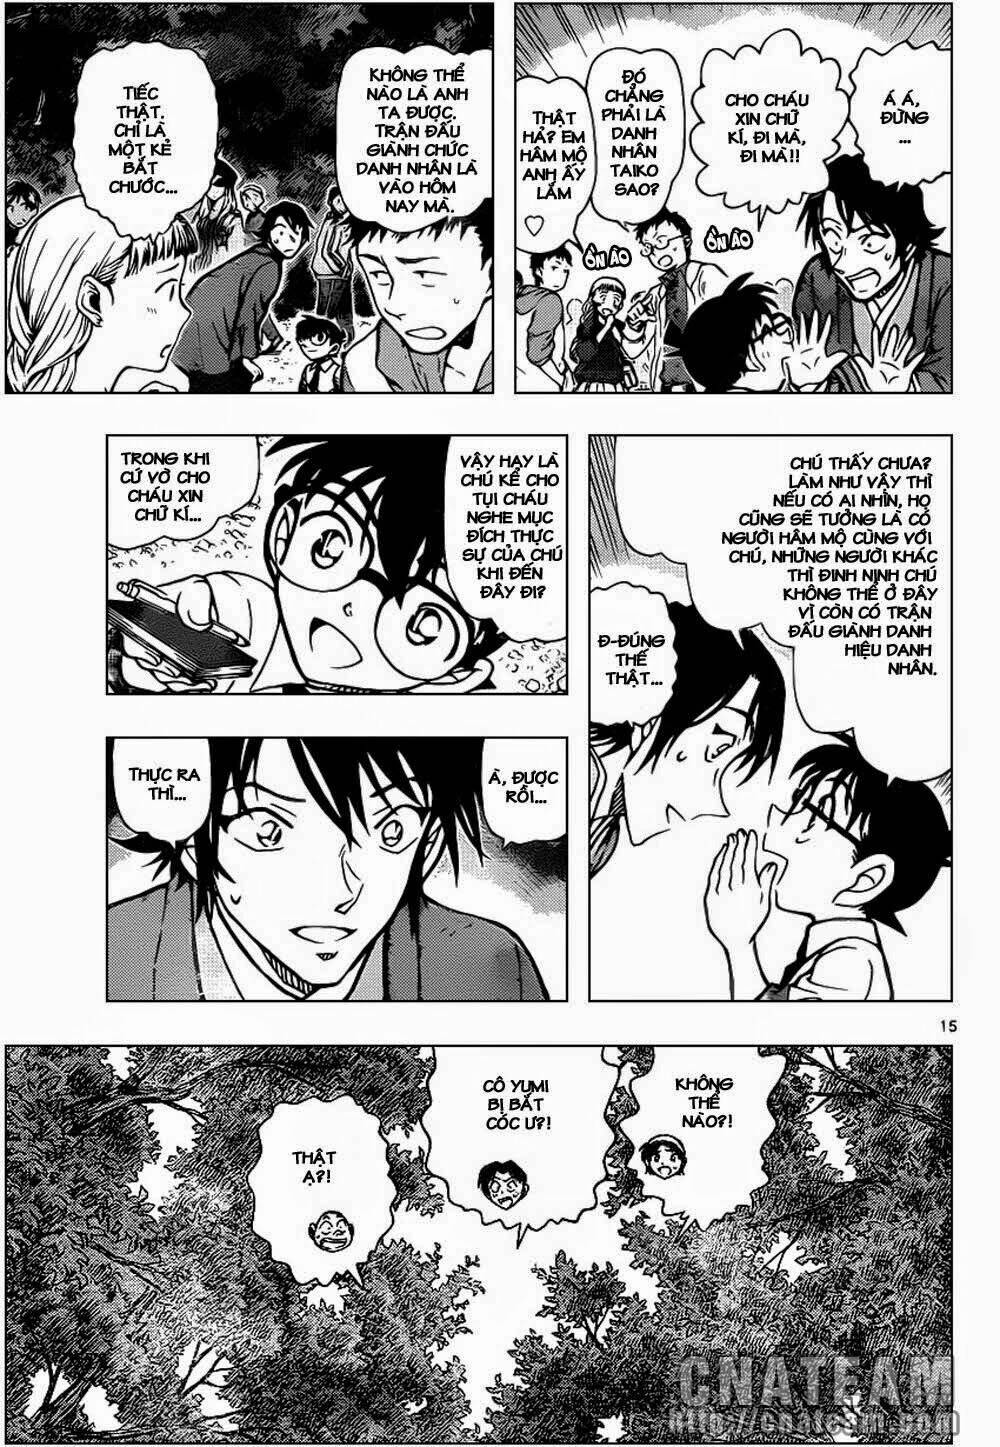 Á Á,
ĐỪNG
...
CHO CHÁU
XIN CHỮ
KÍ, ĐI MÀ,
ĐI MÀ!!
ĐÓ
CHẲNG
PHẢI LÀ
DANH
NHÂN
TAIKO
SAO?
THẬT
HẢ? EM
HÂM MỘ
ANH ẤY
LẮM
♡
ỒN ÀO
ỒN ÀO
KHÔNG THỂ
NÀO LÀ ANH
TA ĐƯỢC.
TRẬN ĐẤU
GIÀNH CHỨC
DANH NHÂN LÀ
VÀO HÔM
NAY MÀ.
TIẾC
THẬT.
CHỈ LÀ
MỘT KẺ
BẮT
CHƯỚC...
CHÚ THẤY CHƯA?
LÀM NHƯ VẬY THÌ
NẾU CÓ AI NHÌN, HỌ
CŨNG SẼ TƯỞNG LÀ CÓ
NGƯỜI HÂM MỘ CÙNG VỚI
CHÚ, NHỮNG NGƯỜI KHÁC
THÌ ĐINH NINH CHÚ
KHÔNG THỂ Ở ĐÂY
VÌ CÒN CÓ TRẬN
ĐẤU GIÀNH DANH
HIỆU DANH
NHÂN.
Đ-ĐÚNG
THẾ
THẬT...
VẬY HAY LÀ
CHÚ KỂ CHO
TỤI CHÁU
NGHE MỤC
ĐÍCH THỰC
SỰ CỦA CHÚ
KHI ĐẾN
ĐÂY ĐI?
TRONG KHI
CỨ VỜ CHO
CHÁU XIN
CHỮ KÍ...
À, ĐƯỢC
RỒI...
THỰC RA
THÌ...
15
KHÔNG
THỂ
NÀO?!
CÔ YUMI
BỊ BẮT
CÓC Ư?!
THẬT
Ạ?!
CNATEAM
http://cnateam.com